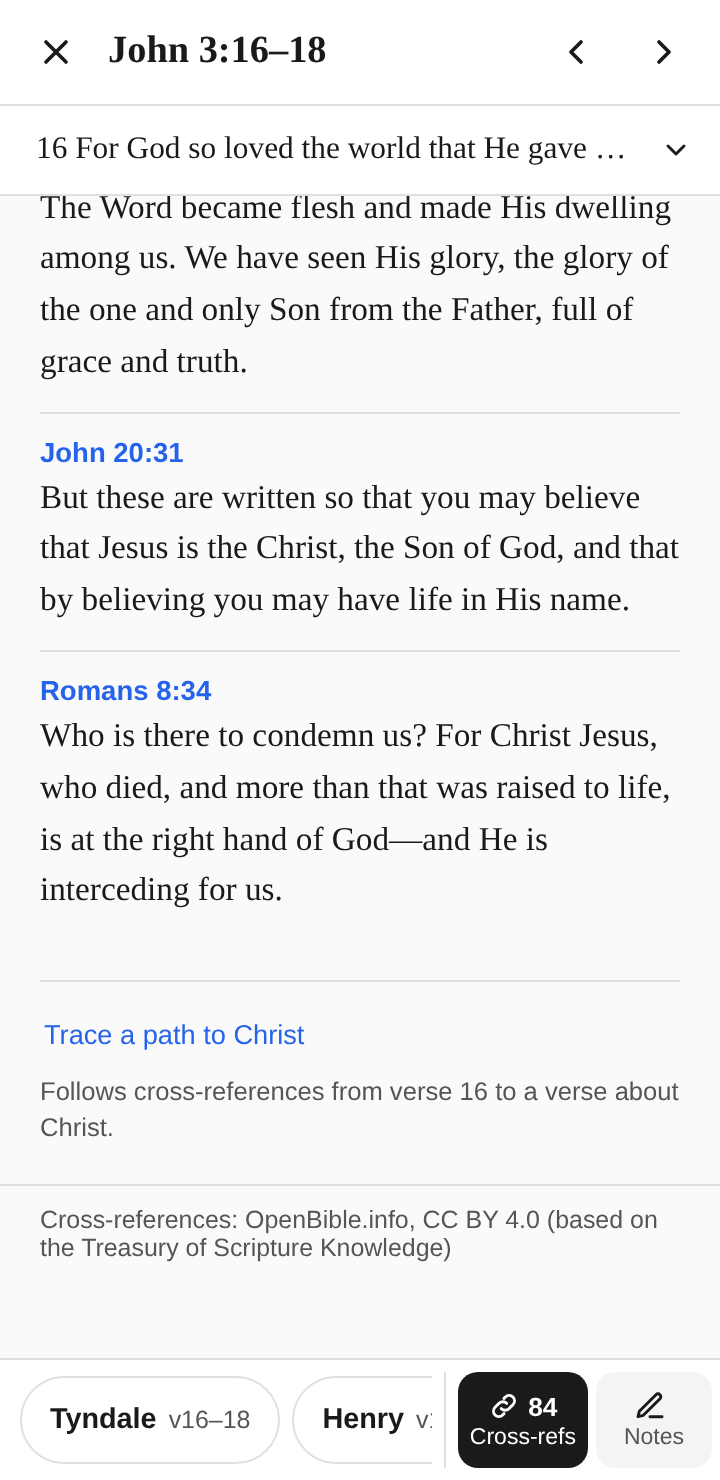 John 3:16–18
16 For God so loved the world that He gave …
The Word became flesh and made His dwelling
among us. We have seen His glory, the glory of
the one and only Son from the Father, full of
grace and truth.
John 20:31
But these are written so that you may believe
that Jesus is the Christ, the Son of God, and that
by believing you may have life in His name.
Romans 8:34
Who is there to condemn us? For Christ Jesus,
who died, and more than that was raised to life,
is at the right hand of God—and He is
interceding for us.
Trace a path to Christ
Follows cross-references from verse 16 to a verse about
Christ.
Cross-references: OpenBible.info, CC BY 4.0 (based on
the Treasury of Scripture Knowledge)
Tyndale v16–18
Henry
84
Cross-refs
Notes